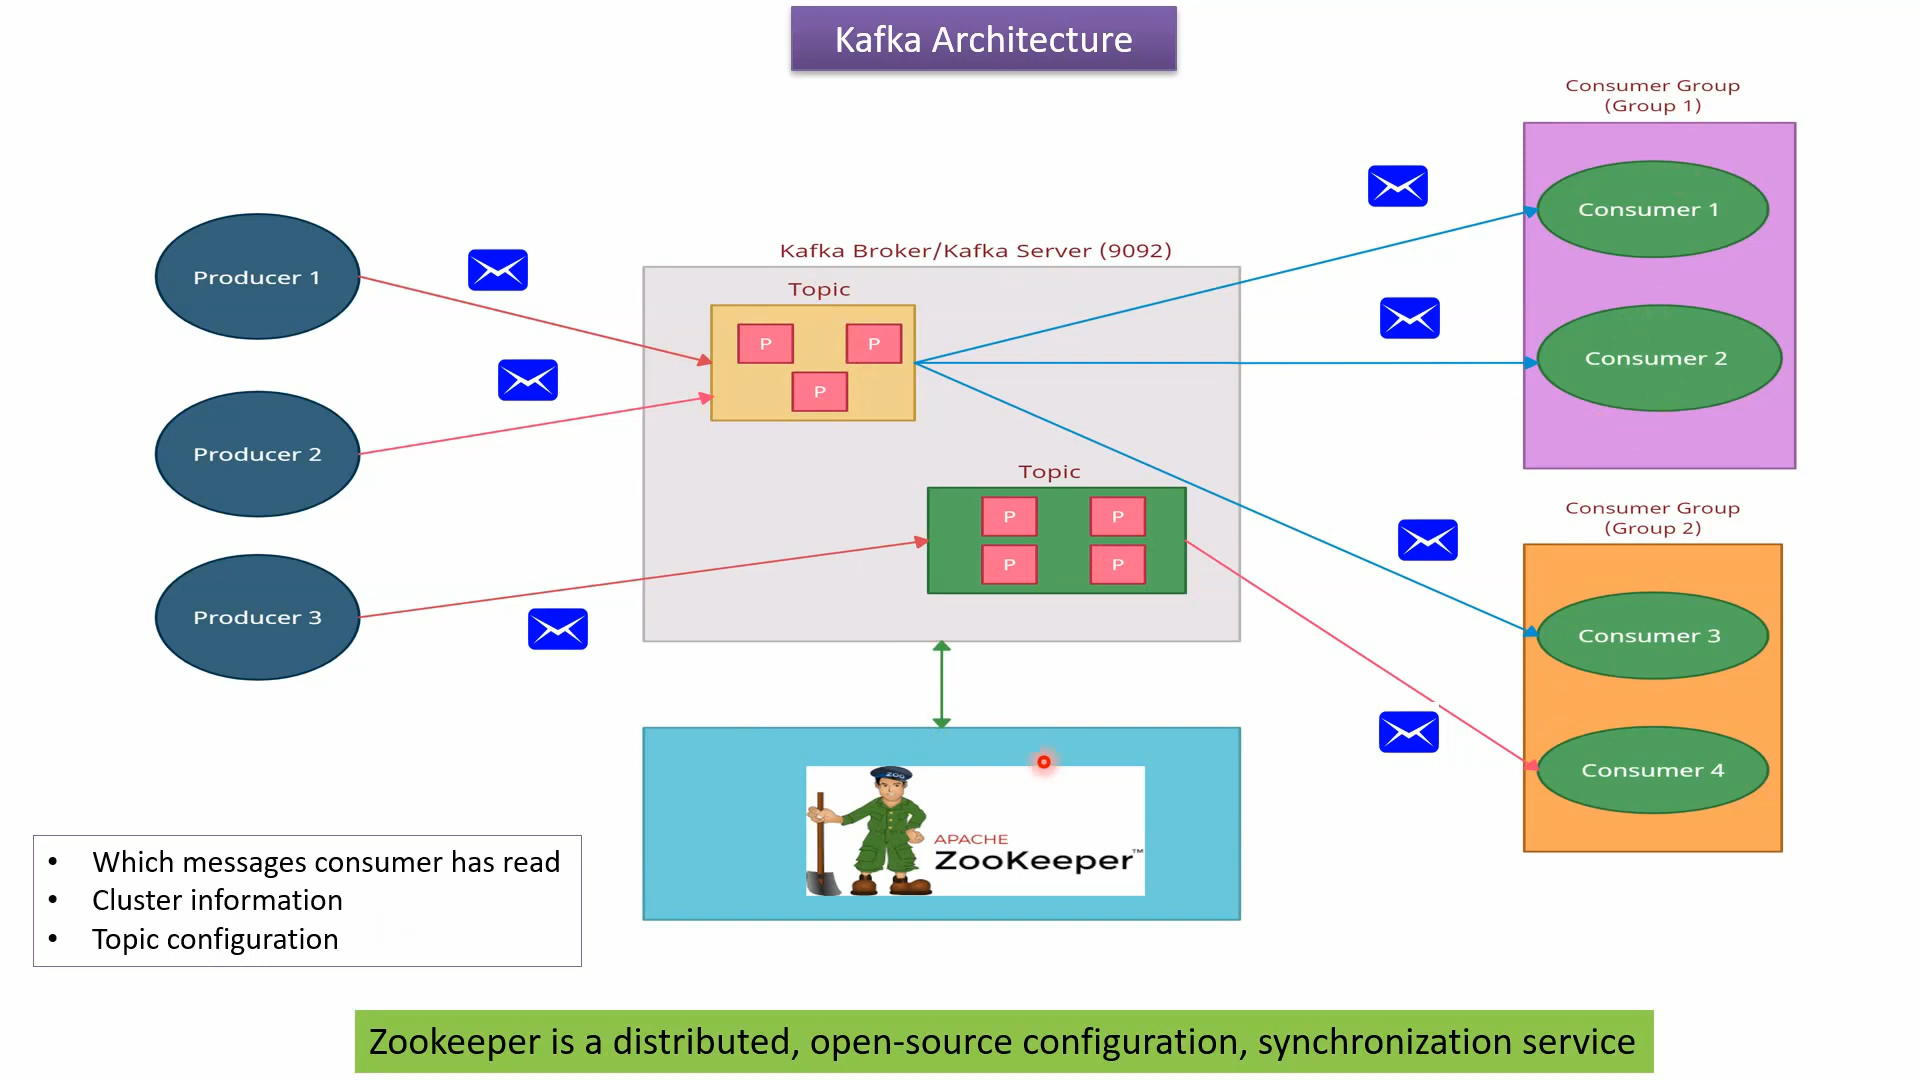 Kafka Architecture
Consumer Group
(Group 1)
Consumer 1
Consumer 2
Producer 1
Producer 2
Producer 3
Kafka Broker/Kafka Server (9092)
Topic
P
P
P
Topic
P
P
P
P
Consumer Group
(Group 2)
Consumer 3
Consumer 4
ZOO
APACHE
ZooKeeper™
• Which messages consumer has read
• Cluster information
• Topic configuration
Zookeeper is a distributed, open-source configuration, synchronization service